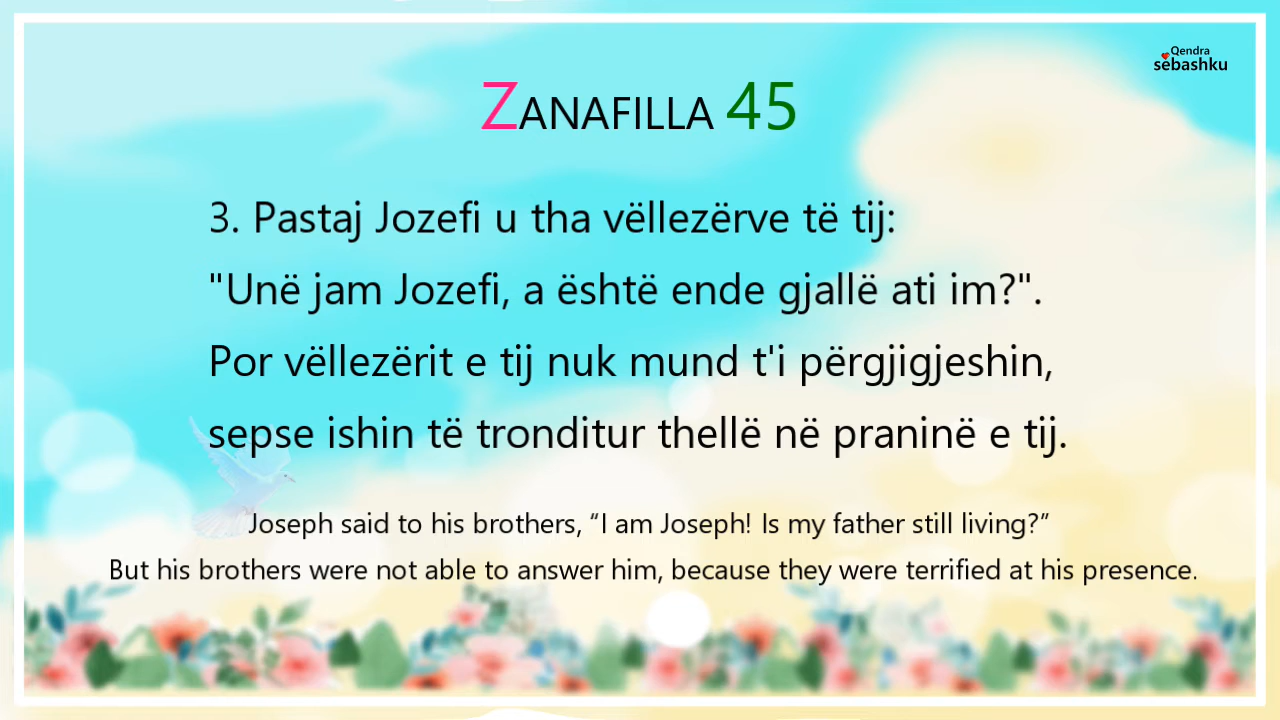 Qendra
sëbashku
ZANAFILLA 45
3. Pastaj Jozefi u tha vëllezërve të tij:
"Unë jam Jozefi, a është ende gjallë ati im?".
Por vëllezërit e tij nuk mund t'i përgjigjeshin,
sepse ishin të tronditur thellë në praninë e tij.
Joseph said to his brothers, “I am Joseph! Is my father still living?”
But his brothers were not able to answer him, because they were terrified at his presence.